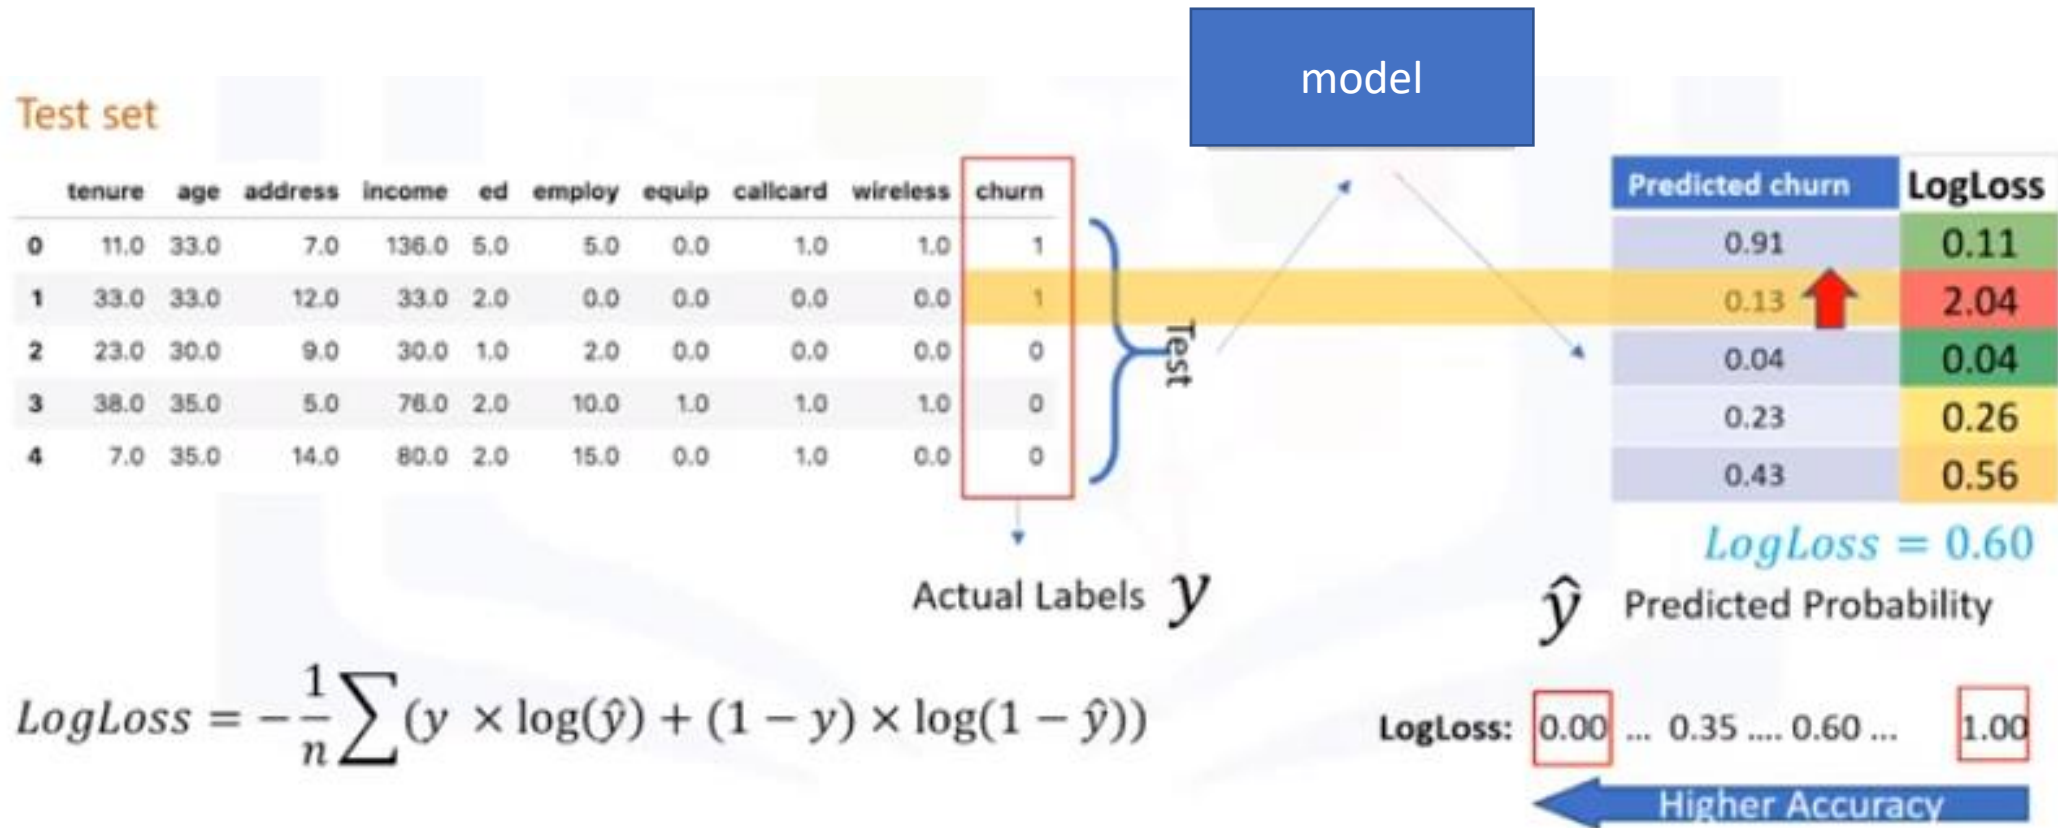 model
Test set
tenure age address income ed employ equip callcard wireless churn
0 11.0 33.0 7.0 136.0 5.0 5.0 0.0 1.0 1.0 1
1 33.0 33.0 12.0 33.0 2.0 0.0 0.0 0.0 0.0 1
2 23.0 30.0 9.0 30.0 1.0 2.0 0.0 0.0 0.0 0
3 38.0 35.0 5.0 76.0 2.0 10.0 1.0 1.0 1.0 0
4 7.0 35.0 14.0 80.0 2.0 15.0 0.0 1.0 0.0 0
Test
Predicted churn LogLoss
0.91 0.11
0.13 2.04
0.04 0.04
0.23 0.26
0.43 0.56
LogLoss = 0.60
Actual Labels y
ŷ Predicted Probability
LogLoss = −1/n ∑(y × log(ŷ) + (1 − y) × log(1 − ŷ))
LogLoss: 0.00 ... 0.35 .... 0.60 ... 1.00
Higher Accuracy